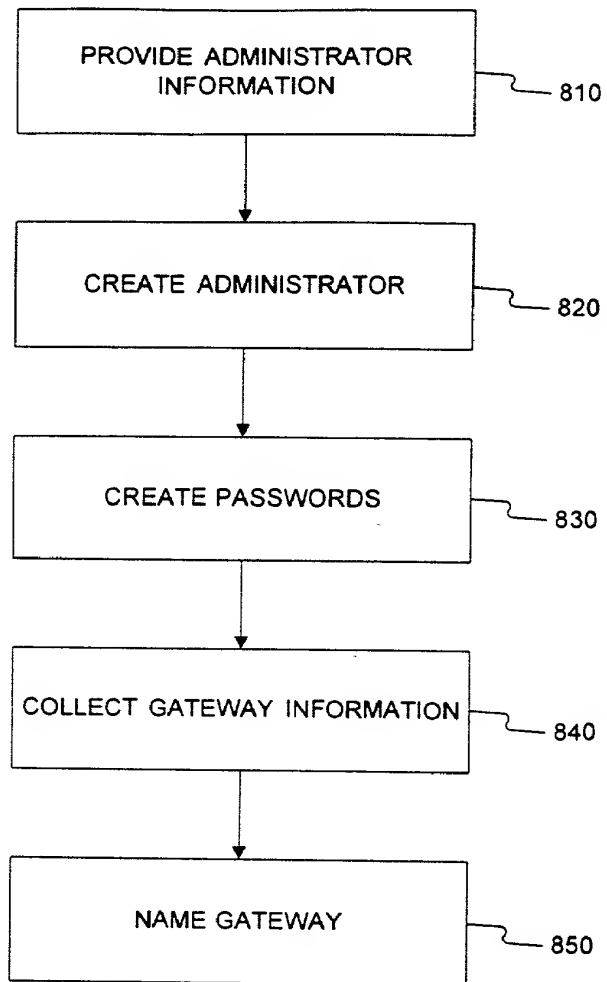 PROVIDE ADMINISTRATOR
INFORMATION
810
CREATE ADMINISTRATOR
820
CREATE PASSWORDS
830
COLLECT GATEWAY INFORMATION
840
NAME GATEWAY
850